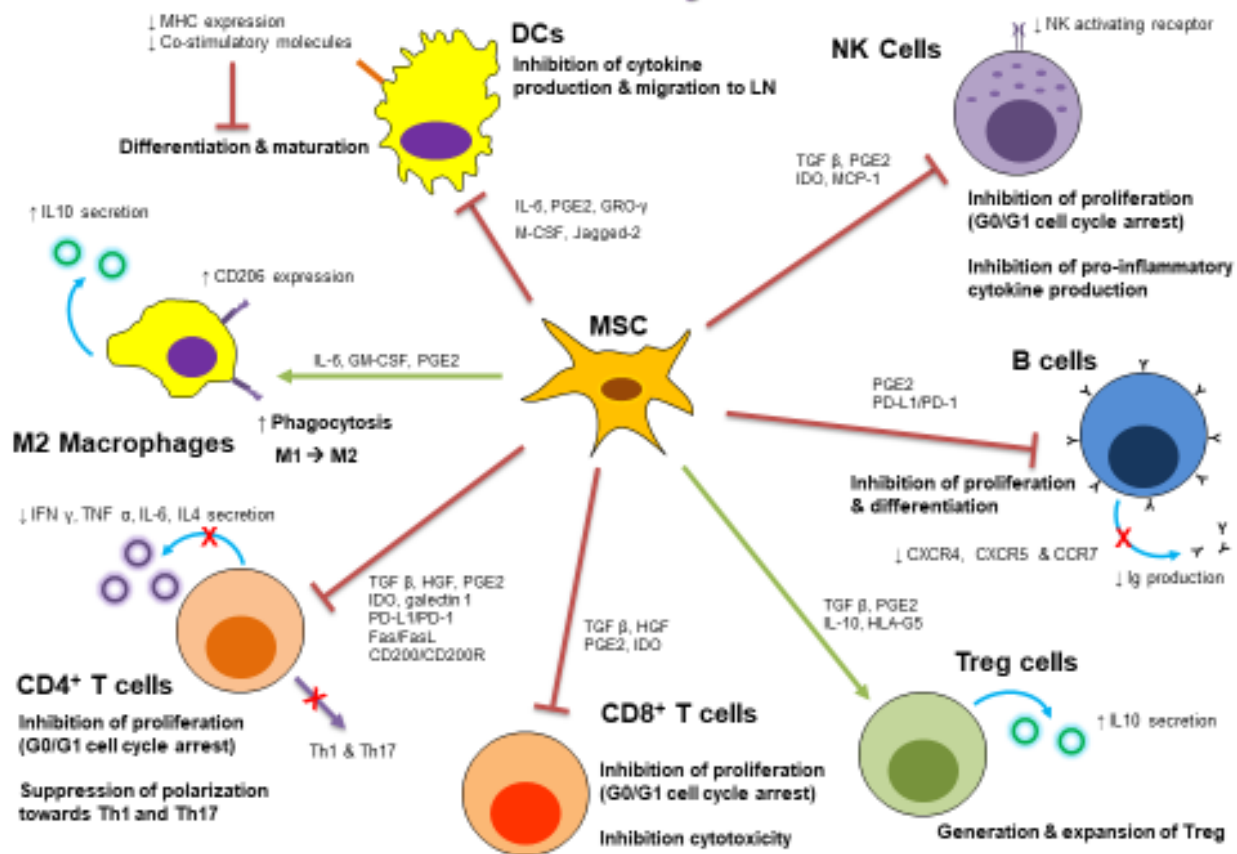 ↓ MHC expression
↓ Co-stimulatory molecules
Differentiation & maturation
DCs
Inhibition of cytokine
production & migration to LN
IL-6, PGE2, GRO-γ
M-CSF, Jagged-2
NK Cells
↓ NK activating receptor
TGF β, PGE2
IDO, MCP-1
Inhibition of proliferation
(G0/G1 cell cycle arrest)
Inhibition of pro-inflammatory
cytokine production
↑ IL10 secretion
↑ CD206 expression
IL-6, GM-CSF, PGE2
↑ Phagocytosis
M1 → M2
M2 Macrophages
MSC
B cells
PGE2
PD-L1/PD-1
Inhibition of proliferation
& differentiation
↓ CXCR4, CXCR5 & CCR7
↓ Ig production
↓ IFN γ, TNF α, IL-6, IL4 secretion
TGF β, HGF, PGE2
IDO, galectin 1
PD-L1/PD-1
Fas/FasL
CD200/CD200R
CD4⁺ T cells
Inhibition of proliferation
(G0/G1 cell cycle arrest)
Suppression of polarization
towards Th1 and Th17
Th1 & Th17
TGF β, HGF
PGE2, IDO
CD8⁺ T cells
Inhibition of proliferation
(G0/G1 cell cycle arrest)
Inhibition cytotoxicity
TGF β, PGE2
IL-10, HLA-G5
Treg cells
↑ IL10 secretion
Generation & expansion of Treg